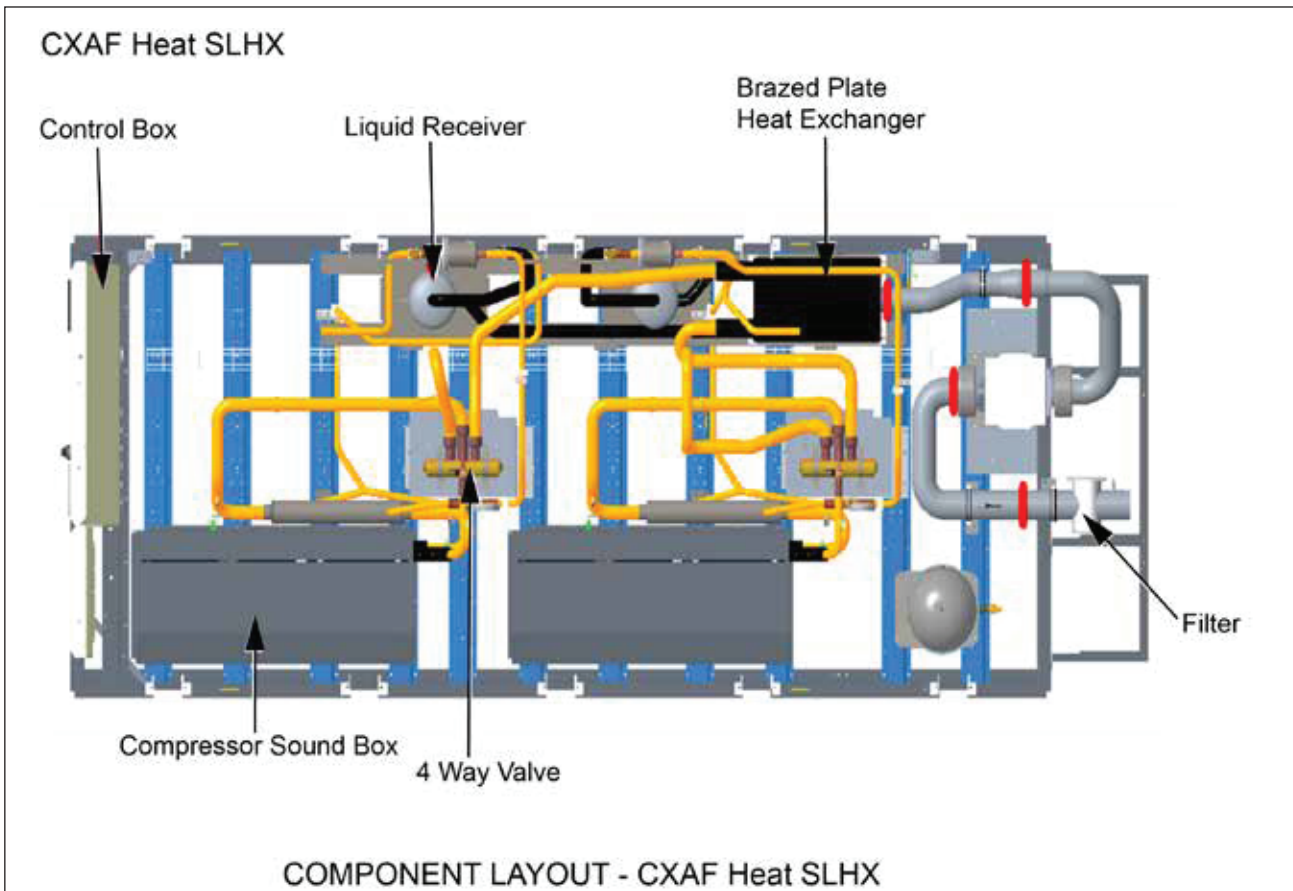 CXAF Heat SLHX
Control Box
Liquid Receiver
Brazed Plate
Heat Exchanger
Filter
Compressor Sound Box
4 Way Valve
COMPONENT LAYOUT - CXAF Heat SLHX